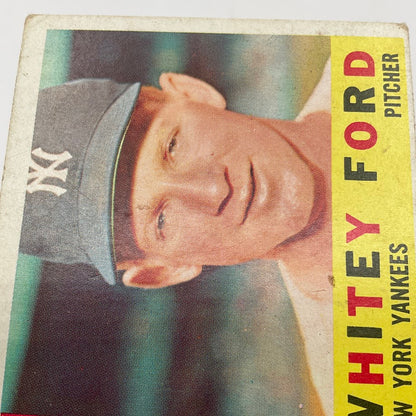 NY
WHITEY FORD
NEW YORK YANKEES PITCHER